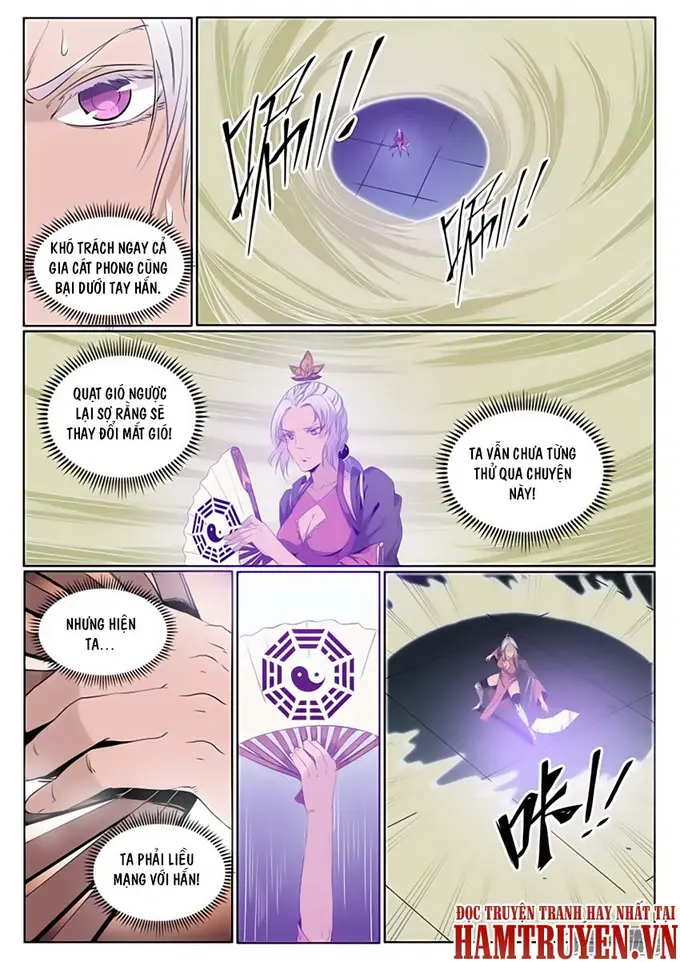 KHÓ TRÁCH NGAY CẢ
GIA CÁT PHONG CŨNG
BẠI DƯỚI TAY HẮN.
QUẠT GIÓ NGƯỢC
LẠI SỢ RẰNG SẼ
THAY ĐỔI MẮT GIÓ!
TA VẪN CHƯA TỪNG
THỬ QUA CHUYỆN
NÀY!
NHƯNG HIỆN
TA...
TA PHẢI LIỀU
MẠNG VỚI HẮN!
咔!!
ĐỌC TRUYỆN TRANH HAY NHẤT TẠI
HAMTRUYEN.VN